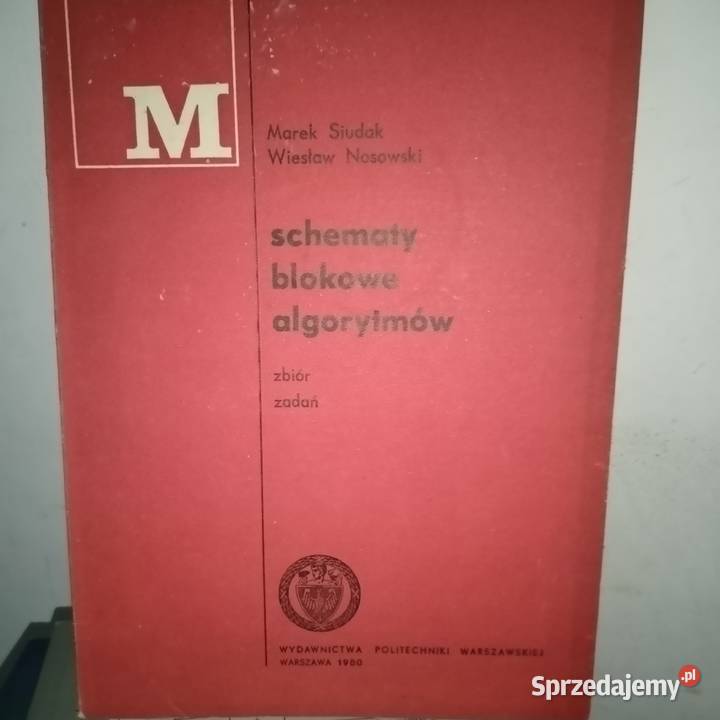 M
Marek Siudak
Wiesław Nosowski
schematy
blokowe
algorytmów
zbiór
zadań
WYDAWNICTWA POLITECHNIKI WARSZAWSKIEJ
WARSZAWA 1980
Sprzedajemy.pl